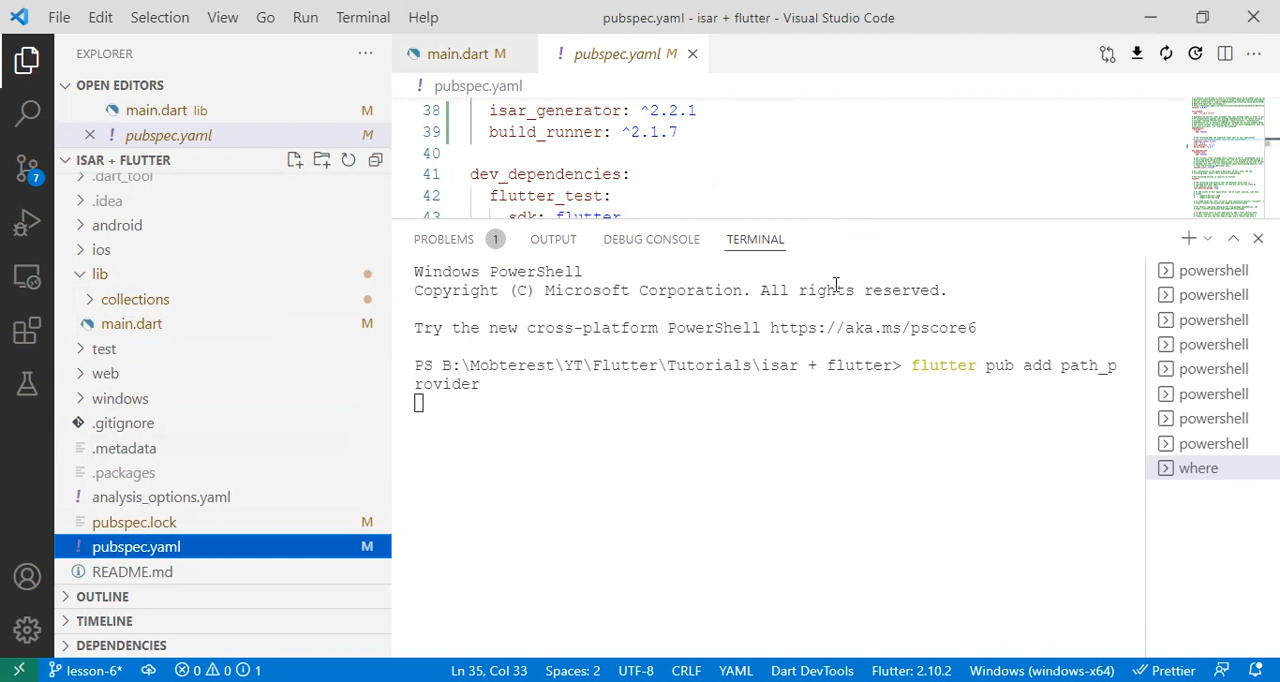 File Edit Selection View Go Run Terminal Help pubspec.yaml - isar + flutter - Visual Studio Code
EXPLORER
OPEN EDITORS
main.dart lib M
pubspec.yaml M
ISAR + FLUTTER
.dart_tool
.idea
android
ios
lib
collections
main.dart M
test
web
windows
.gitignore
.metadata
.packages
analysis_options.yaml
pubspec.lock M
pubspec.yaml M
README.md
OUTLINE
TIMELINE
DEPENDENCIES
7
main.dart M ! pubspec.yaml M
! pubspec.yaml
38 isar_generator: ^2.2.1
39 build_runner: ^2.1.7
40
41 dev_dependencies:
42 flutter_test:
43 sdk: flutter
PROBLEMS 1 OUTPUT DEBUG CONSOLE TERMINAL
Windows PowerShell
Copyright (C) Microsoft Corporation. All rights reserved.
Try the new cross-platform PowerShell https://aka.ms/pscore6
PS B:\Mobterest\YT\Flutter\Tutorials\isar + flutter> flutter pub add path_p
rovider
powershell
powershell
powershell
powershell
powershell
powershell
powershell
powershell
where
lesson-6* 0 0 1 Ln 35, Col 33 Spaces: 2 UTF-8 CRLF YAML Dart DevTools Flutter: 2.10.2 Windows (windows-x64) Prettier